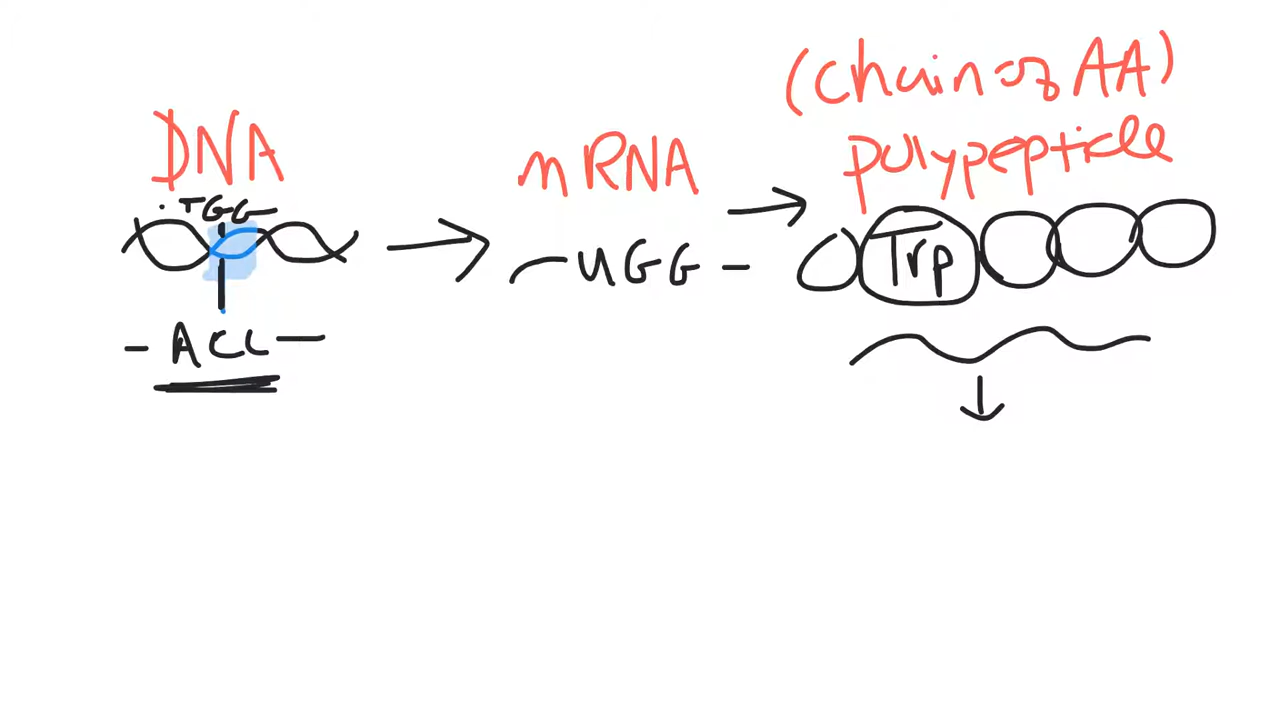 (chain of AA)
DNA
mRNA
polypeptide
TGG
UGG
Trp
ACC